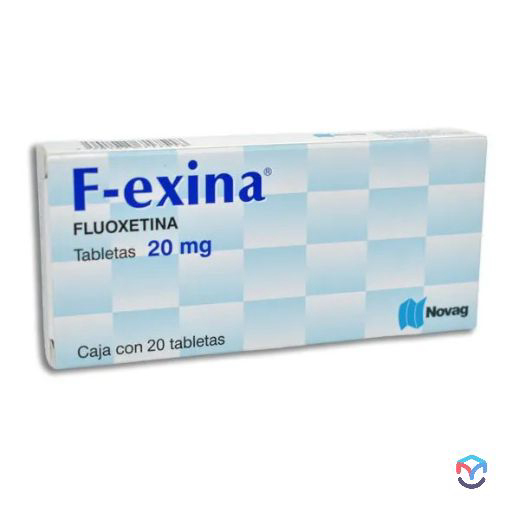 F-exina®
FLUOXETINA
Tabletas 20 mg
Novag
Caja con 20 tabletas